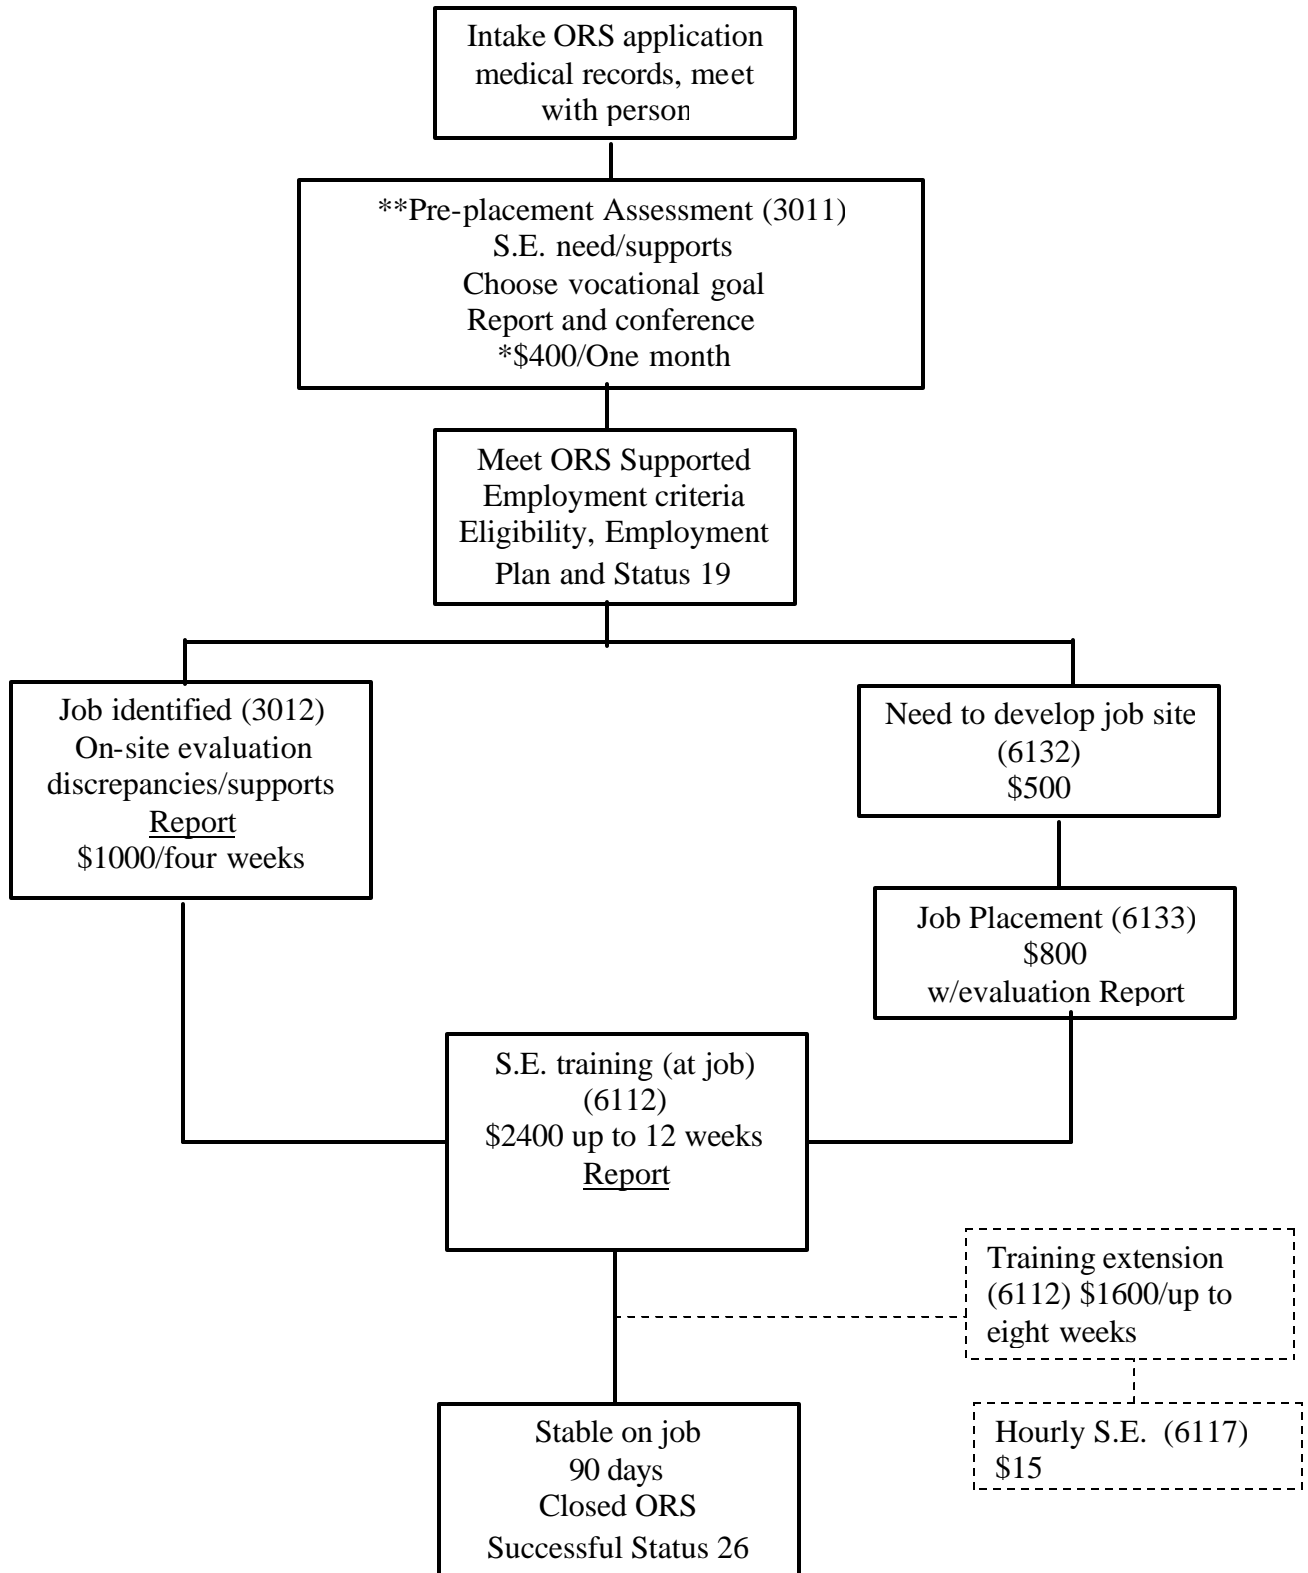 Intake ORS application
medical records, meet
with person
**Pre-placement Assessment (3011)
S.E. need/supports
Choose vocational goal
Report and conference
*$400/One month
Meet ORS Supported
Employment criteria
Eligibility, Employment
Plan and Status 19
Job identified (3012)
On-site evaluation
discrepancies/supports
Report
$1000/four weeks
Need to develop job site
(6132)
$500
Job Placement (6133)
$800
w/evaluation Report
S.E. training (at job)
(6112)
$2400 up to 12 weeks
Report
Training extension
(6112) $1600/up to
eight weeks
Hourly S.E. (6117)
$15
Stable on job
90 days
Closed ORS
Successful Status 26